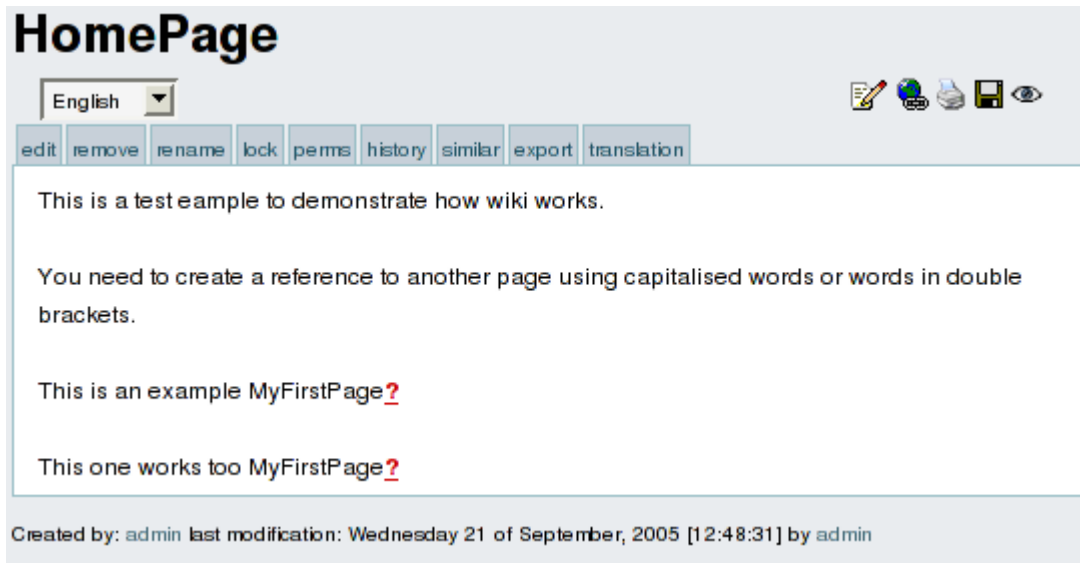 HomePage
English
edit remove rename lock perms history similar export translation
This is a test eample to demonstrate how wiki works.
You need to create a reference to another page using capitalised words or words in double
brackets.
This is an example MyFirstPage?
This one works too MyFirstPage?
Created by: admin last modification: Wednesday 21 of September, 2005 [12:48:31] by admin